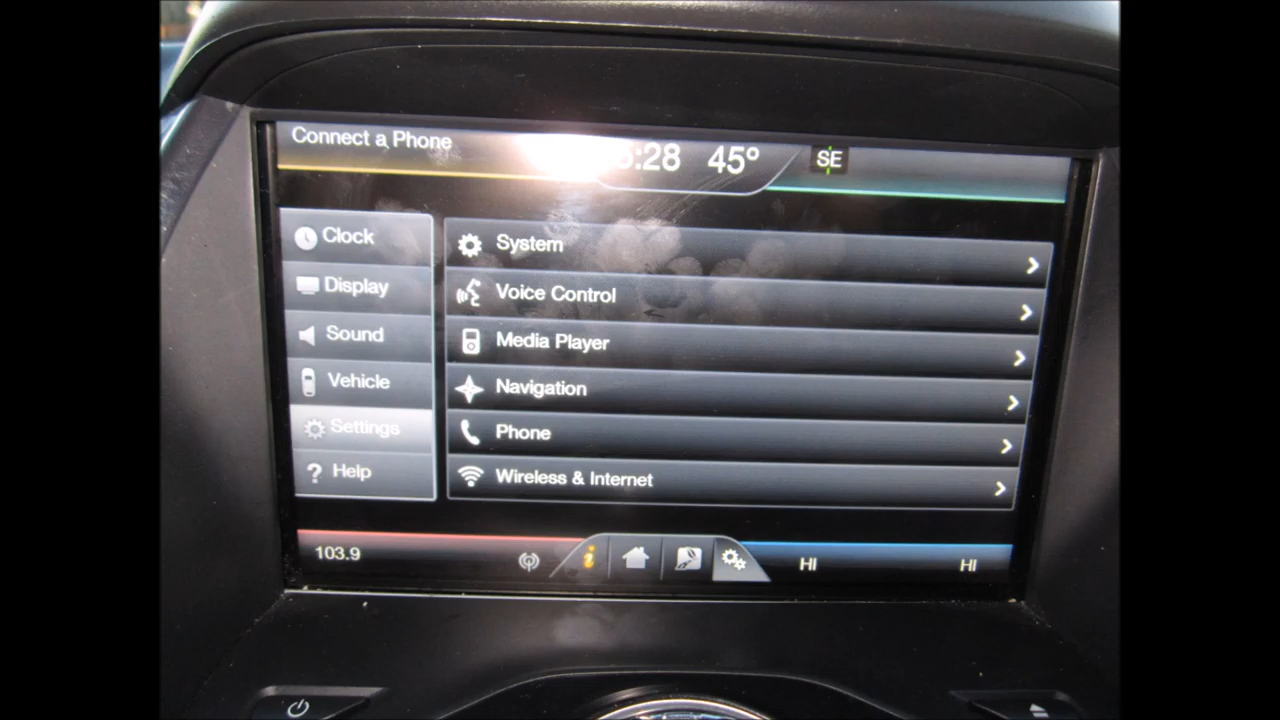 Connect a Phone
:28 45° SE
Clock
Display
Sound
Vehicle
Settings
Help
System
Voice Control
Media Player
Navigation
Phone
Wireless & Internet
103.9 i HI HI